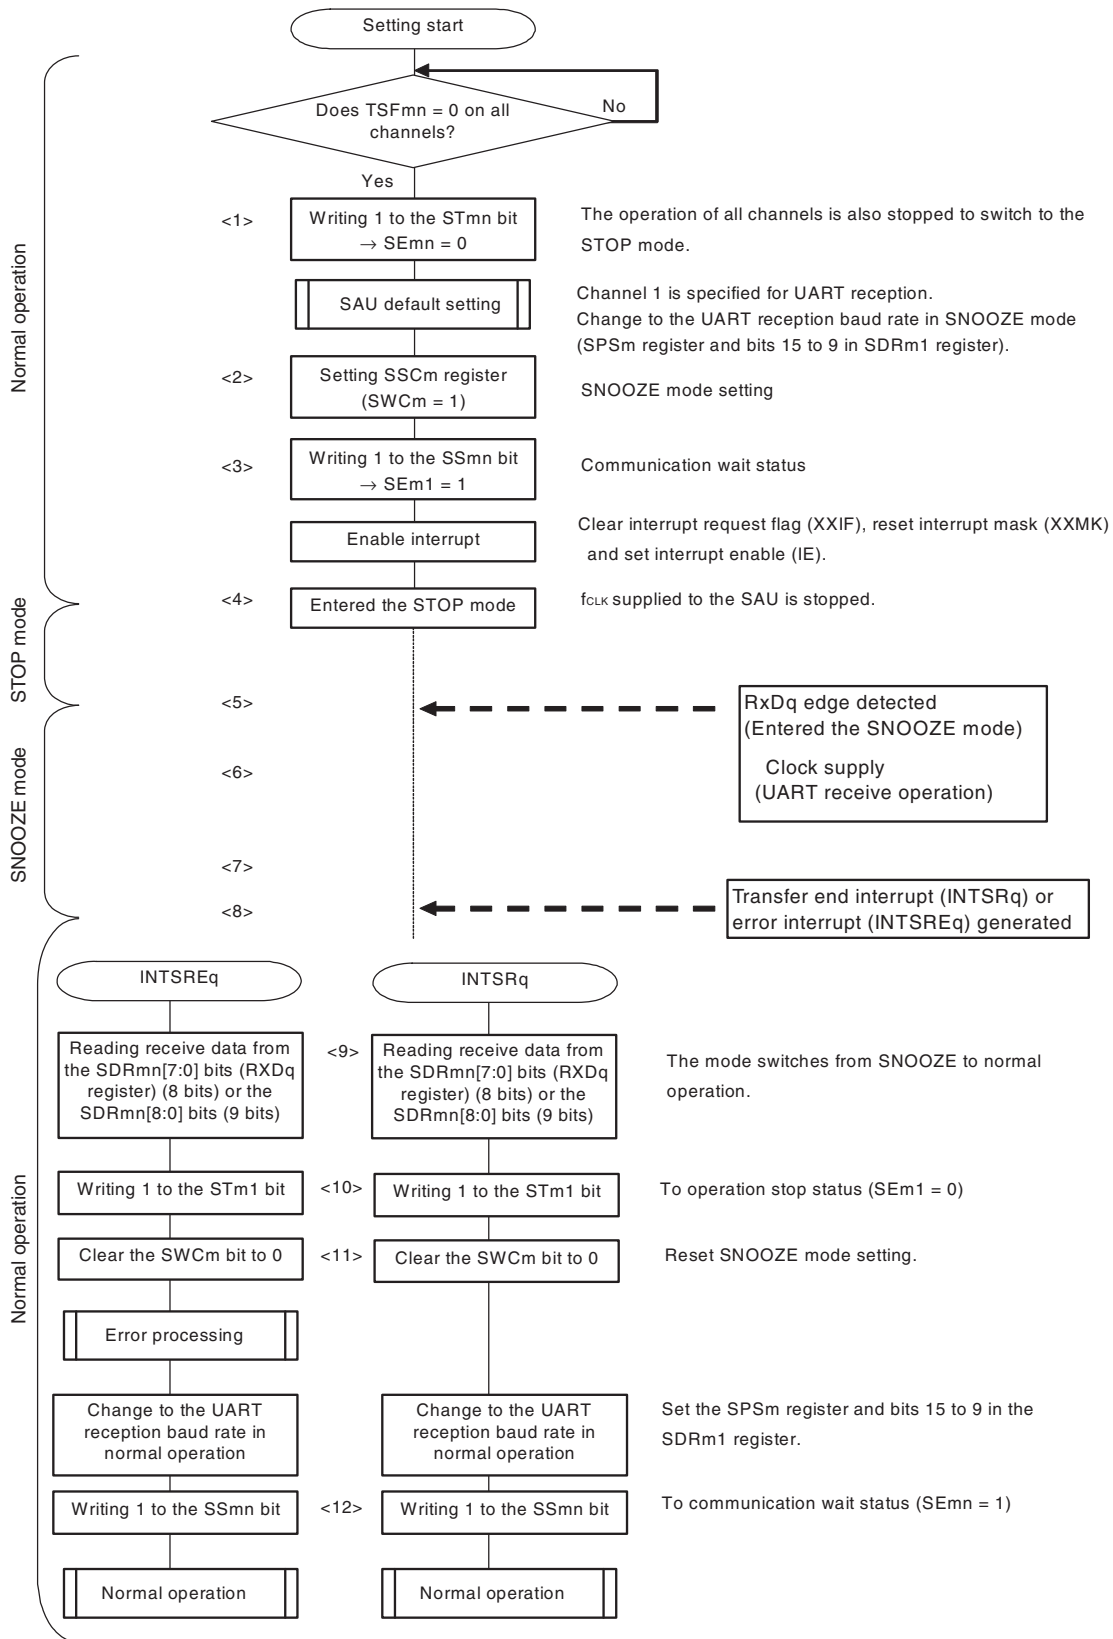 Setting start
Does TSFmn = 0 on all
channels?
No
Yes
Normal operation
<1>
Writing 1 to the STmn bit
→ SEmn = 0
The operation of all channels is also stopped to switch to the
STOP mode.
SAU default setting
Channel 1 is specified for UART reception.
Change to the UART reception baud rate in SNOOZE mode
(SPSm register and bits 15 to 9 in SDRm1 register).
<2>
Setting SSCm register
(SWCm = 1)
SNOOZE mode setting
<3>
Writing 1 to the SSmn bit
→ SEm1 = 1
Communication wait status
Enable interrupt
Clear interrupt request flag (XXIF), reset interrupt mask (XXMK)
and set interrupt enable (IE).
<4>
Entered the STOP mode
fCLK supplied to the SAU is stopped.
STOP mode
<5>
RxDq edge detected
(Entered the SNOOZE mode)
Clock supply
(UART receive operation)
<6>
SNOOZE mode
<7>
<8>
Transfer end interrupt (INTSRq) or
error interrupt (INTSREq) generated
INTSREq
INTSRq
Reading receive data from
the SDRmn[7:0] bits (RXDq
register) (8 bits) or the
SDRmn[8:0] bits (9 bits)
<9>
Reading receive data from
the SDRmn[7:0] bits (RXDq
register) (8 bits) or the
SDRmn[8:0] bits (9 bits)
The mode switches from SNOOZE to normal
operation.
Normal operation
Writing 1 to the STm1 bit
<10>
Writing 1 to the STm1 bit
To operation stop status (SEm1 = 0)
Clear the SWCm bit to 0
<11>
Clear the SWCm bit to 0
Reset SNOOZE mode setting.
Error processing
Change to the UART
reception baud rate in
normal operation
Change to the UART
reception baud rate in
normal operation
Set the SPSm register and bits 15 to 9 in the
SDRm1 register.
Writing 1 to the SSmn bit
<12>
Writing 1 to the SSmn bit
To communication wait status (SEmn = 1)
Normal operation
Normal operation